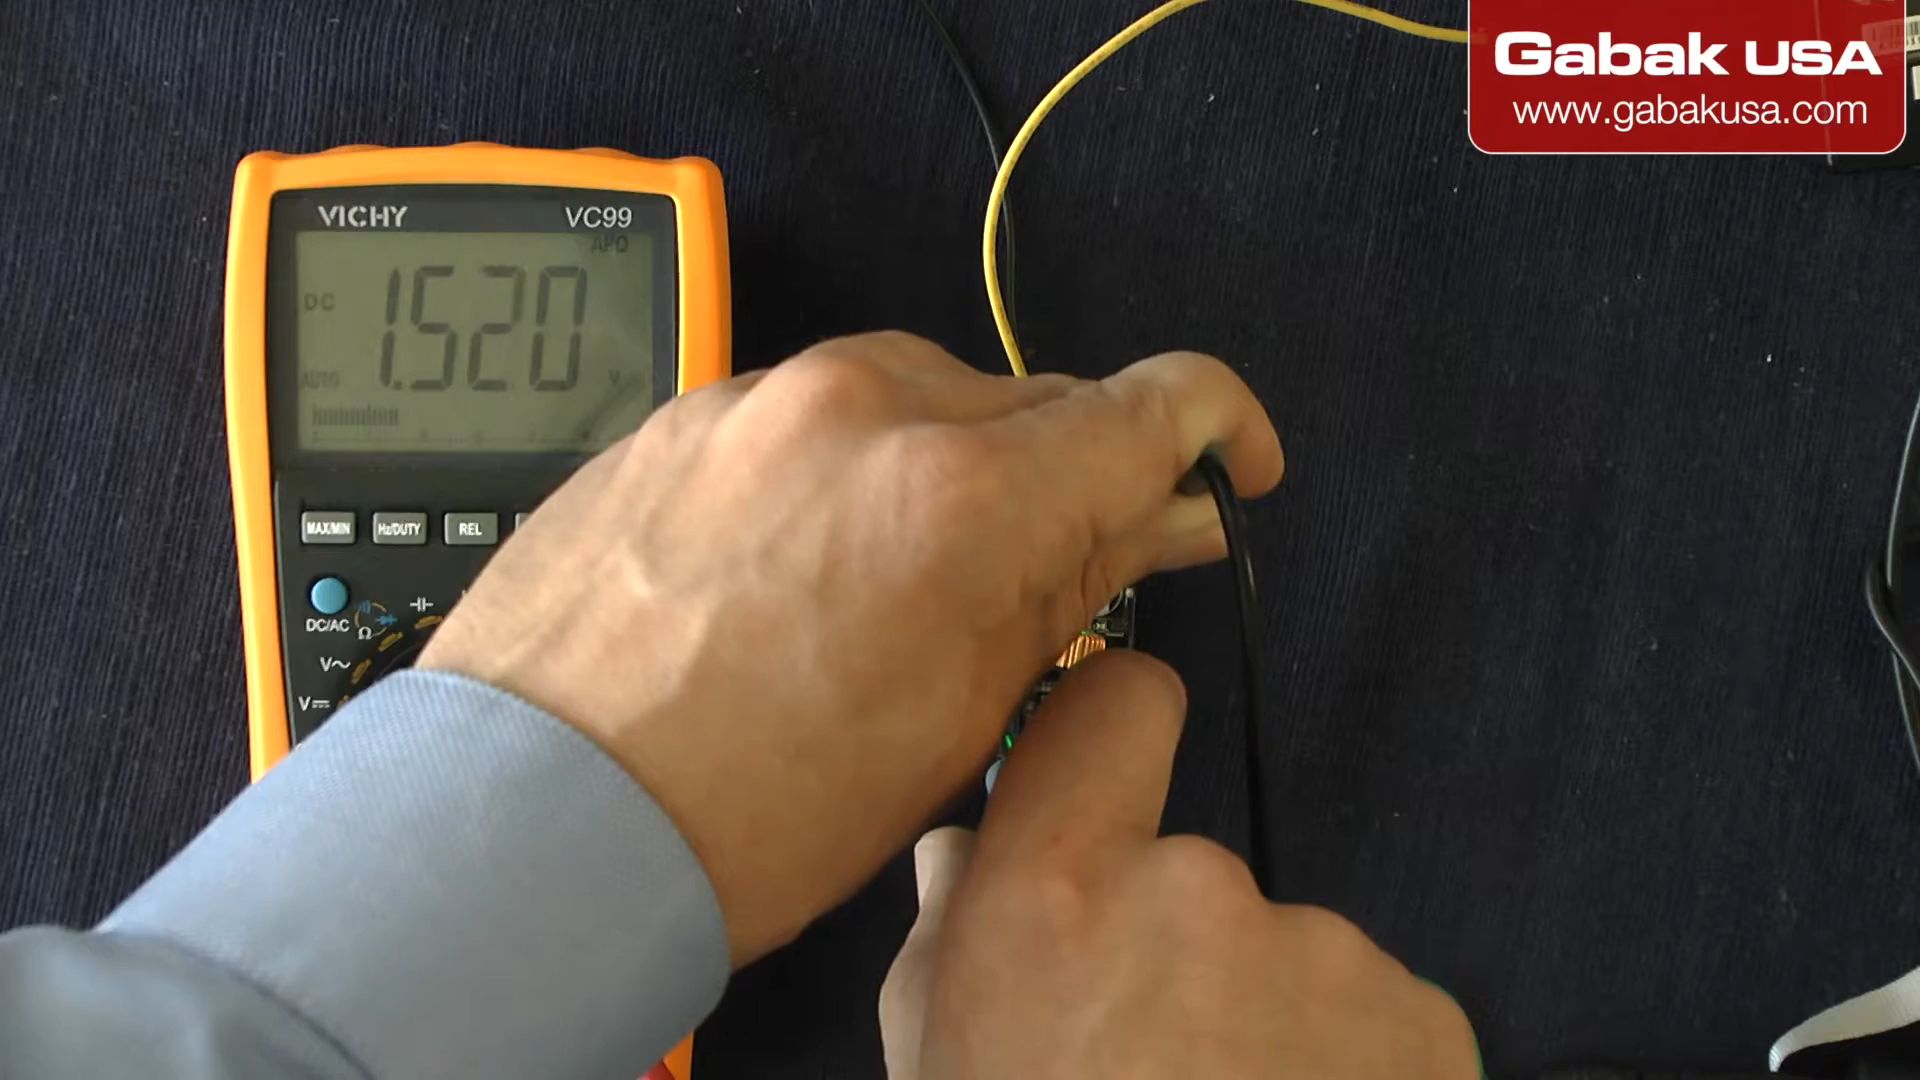 Gabak USA
www.gabakusa.com
VICHY VC99
APO
DC
1.520
AUTO
V
MAX/MIN Hz/DUTY REL
DC/AC Ω
V~
V⎓